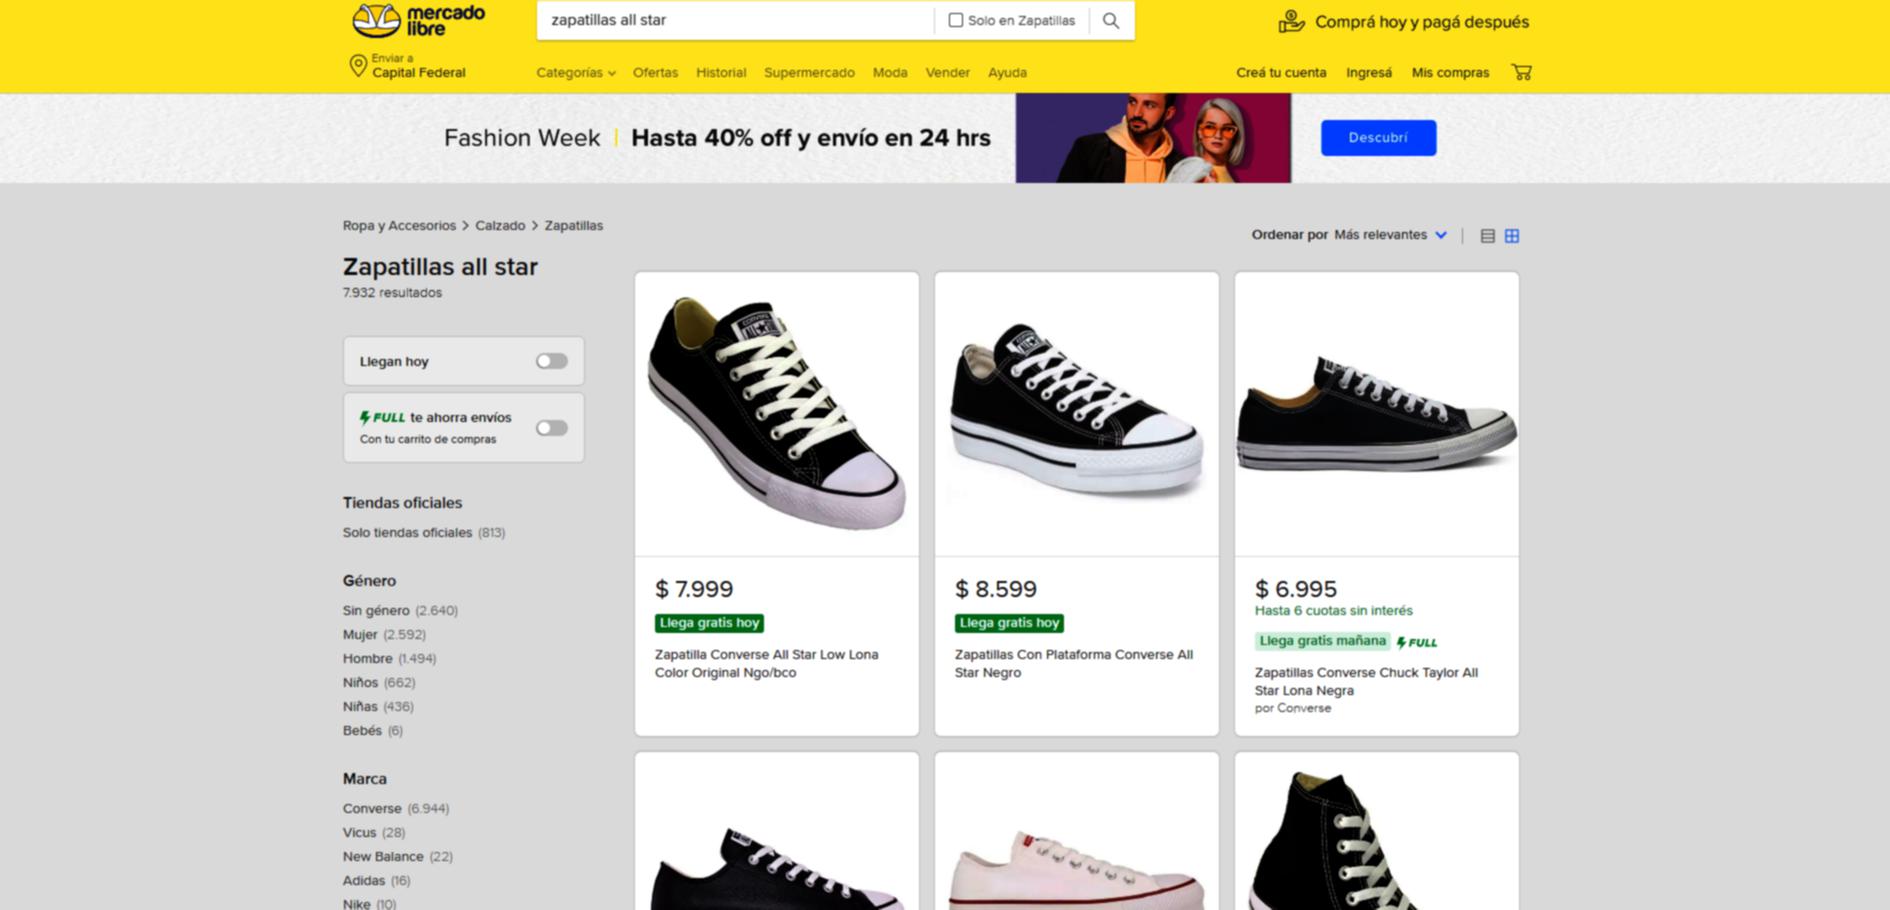 mercado
libre
zapatillas all star
Solo en Zapatillas
Comprá hoy y pagá después
Enviar a
Capital Federal
Categorías
Ofertas
Historial
Supermercado
Moda
Vender
Ayuda
Creá tu cuenta
Ingresá
Mis compras
Fashion Week | Hasta 40% off y envío en 24 hrs
Descubrí
Ropa y Accesorios > Calzado > Zapatillas
Ordenar por Más relevantes
Zapatillas all star
7.932 resultados
Llegan hoy
FULL te ahorra envíos
Con tu carrito de compras
Tiendas oficiales
Solo tiendas oficiales (813)
Género
Sin género (2.640)
Mujer (2.592)
Hombre (1.494)
Niños (662)
Niñas (436)
Bebés (6)
Marca
Converse (6.944)
Vicus (28)
New Balance (22)
Adidas (16)
Nike (10)
$ 7.999
Llega gratis hoy
Zapatilla Converse All Star Low Lona
Color Original Ngo/bco
$ 8.599
Llega gratis hoy
Zapatillas Con Plataforma Converse All
Star Negro
$ 6.995
Hasta 6 cuotas sin interés
Llega gratis mañana FULL
Zapatillas Converse Chuck Taylor All
Star Lona Negra
por Converse